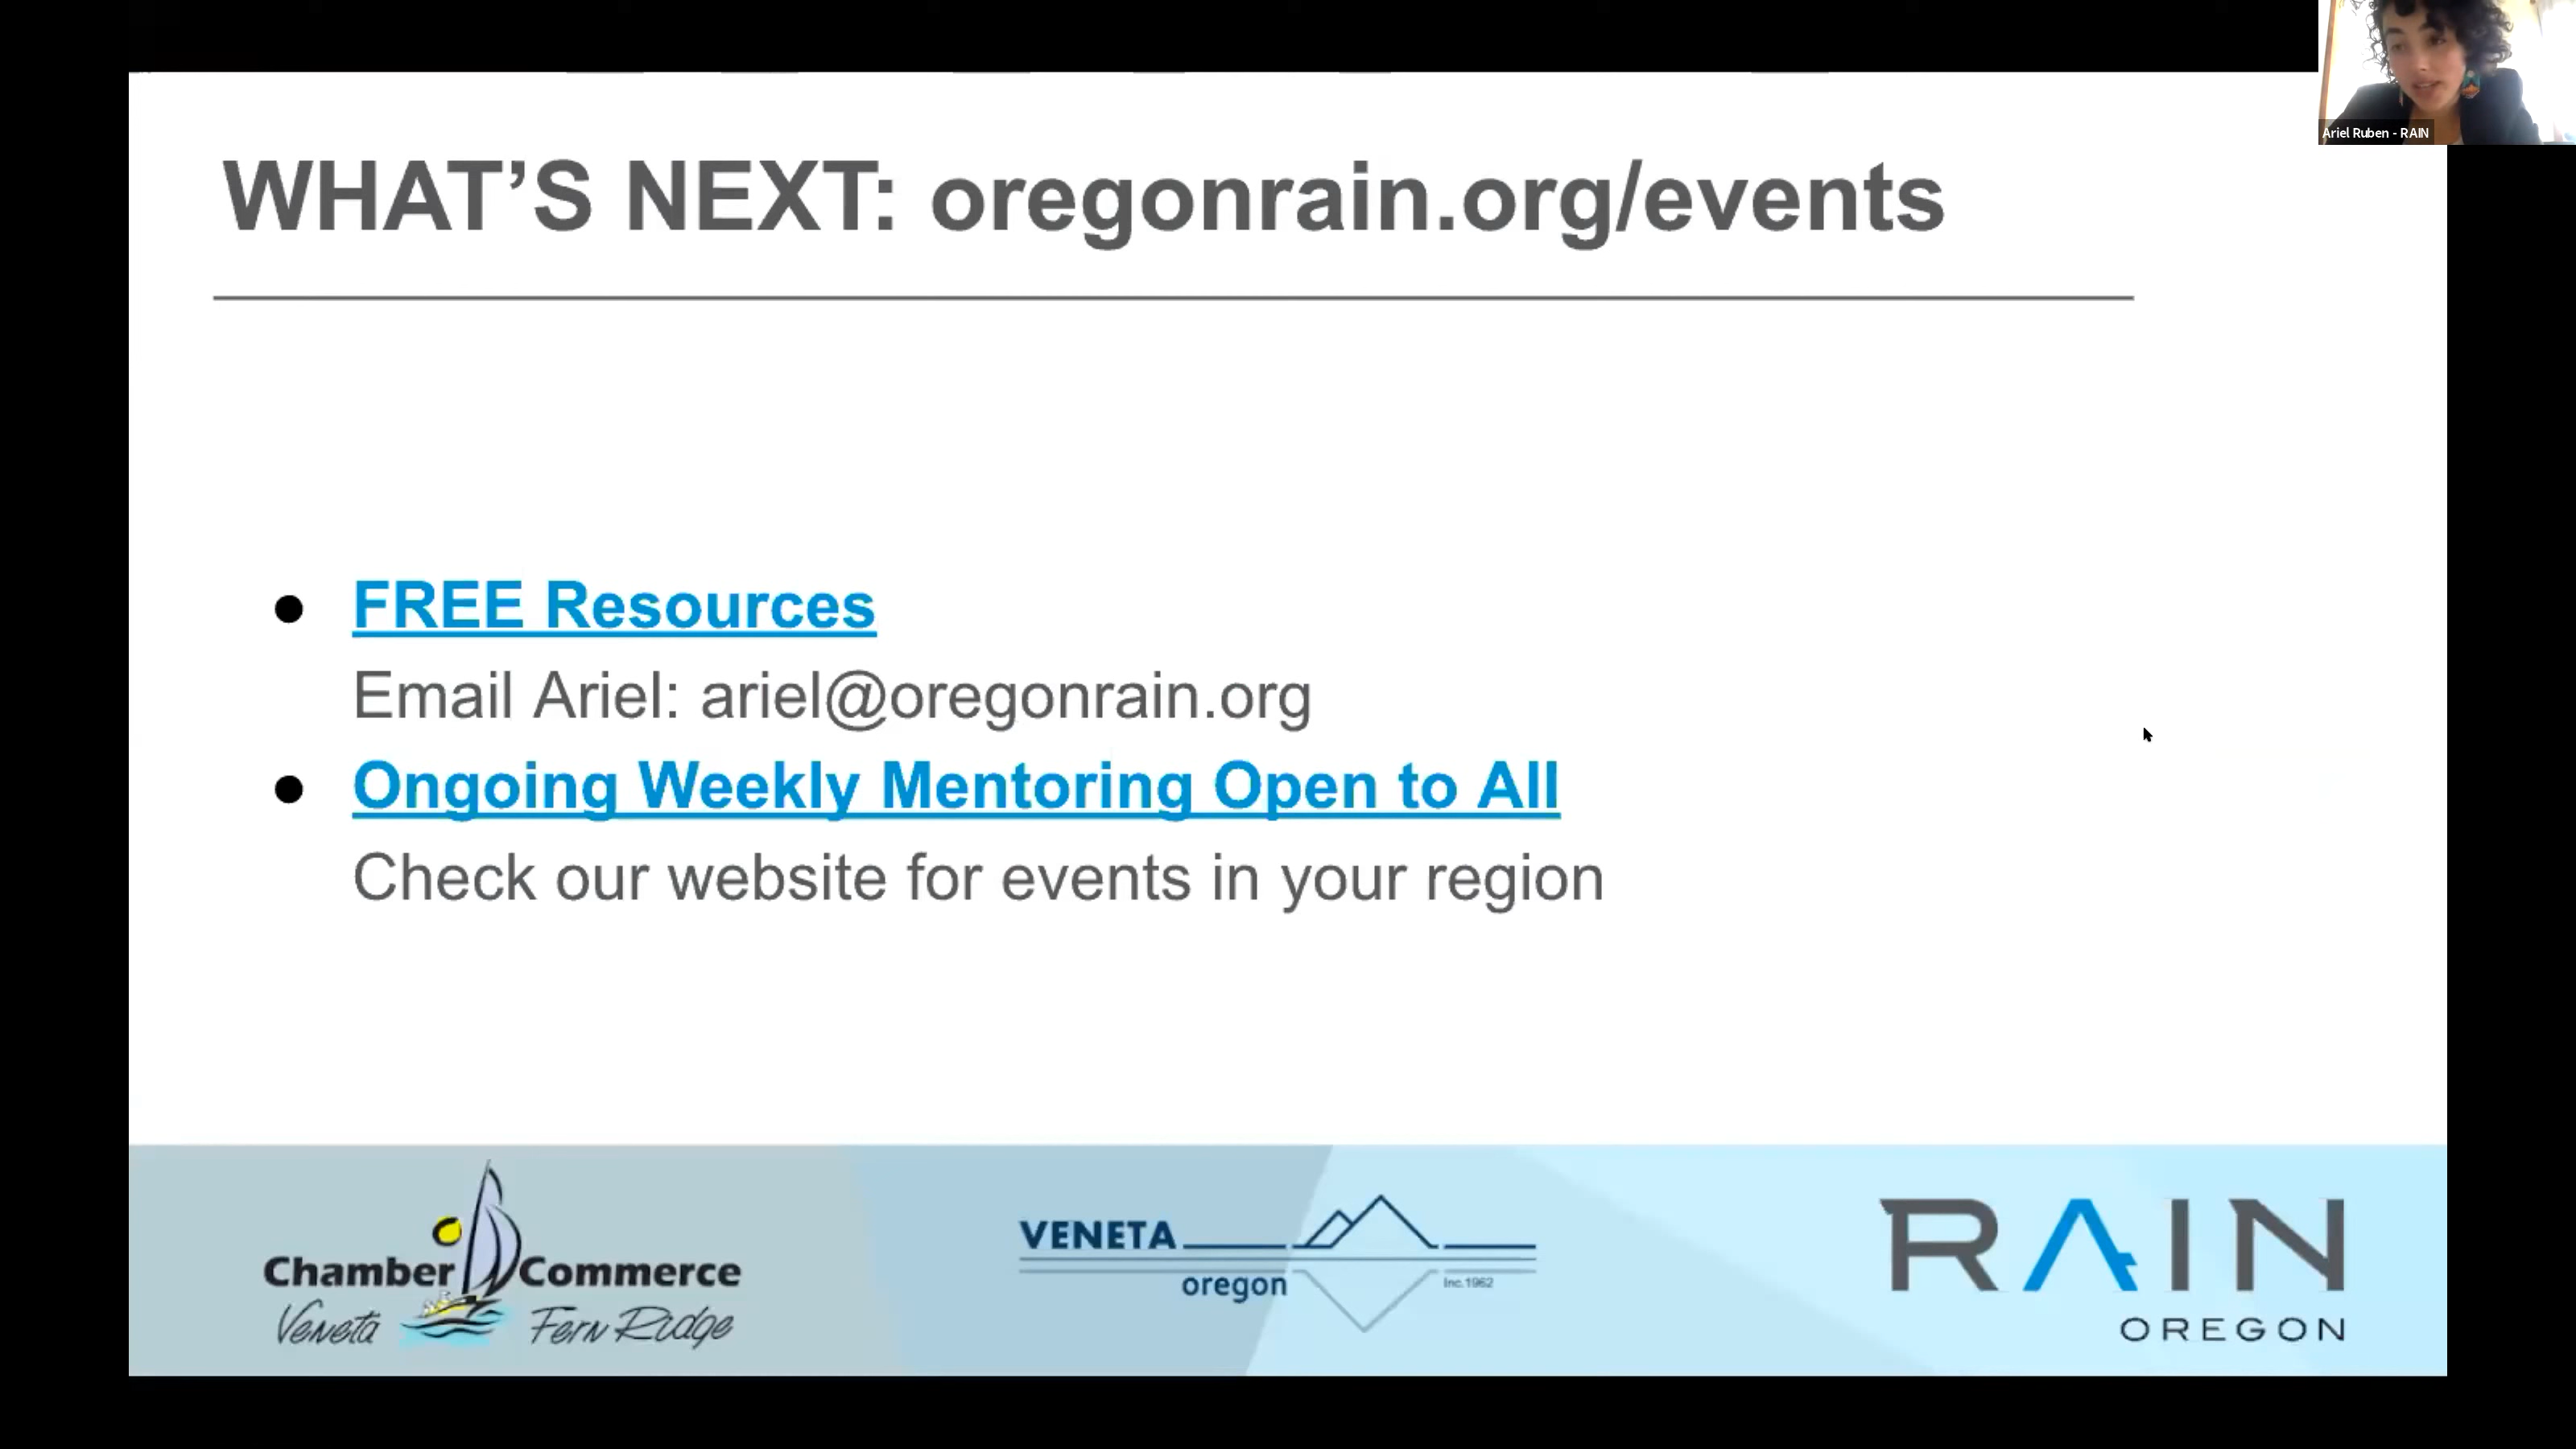 Ariel Ruben - RAIN
WHAT’S NEXT: oregonrain.org/events
● FREE Resources
Email Ariel: ariel@oregonrain.org
● Ongoing Weekly Mentoring Open to All
Check our website for events in your region
Chamber Commerce
Veneta Fern Ridge
VENETA
oregon
Inc. 1962
RAIN
OREGON